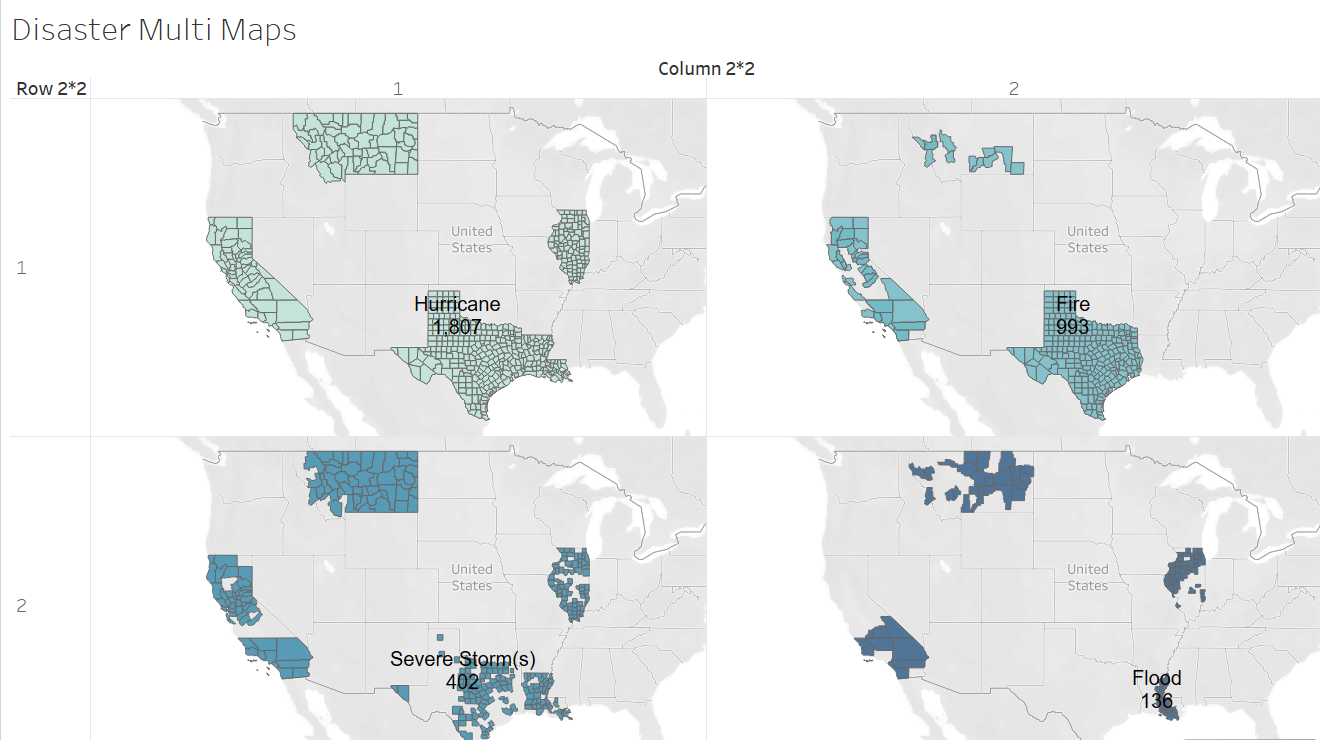 Disaster Multi Maps
Column 2*2
Row 2*2
1
2
1
United
States
Hurricane
1,807
United
States
Fire
993
2
United
States
Severe Storm(s)
402
United
States
Flood
136